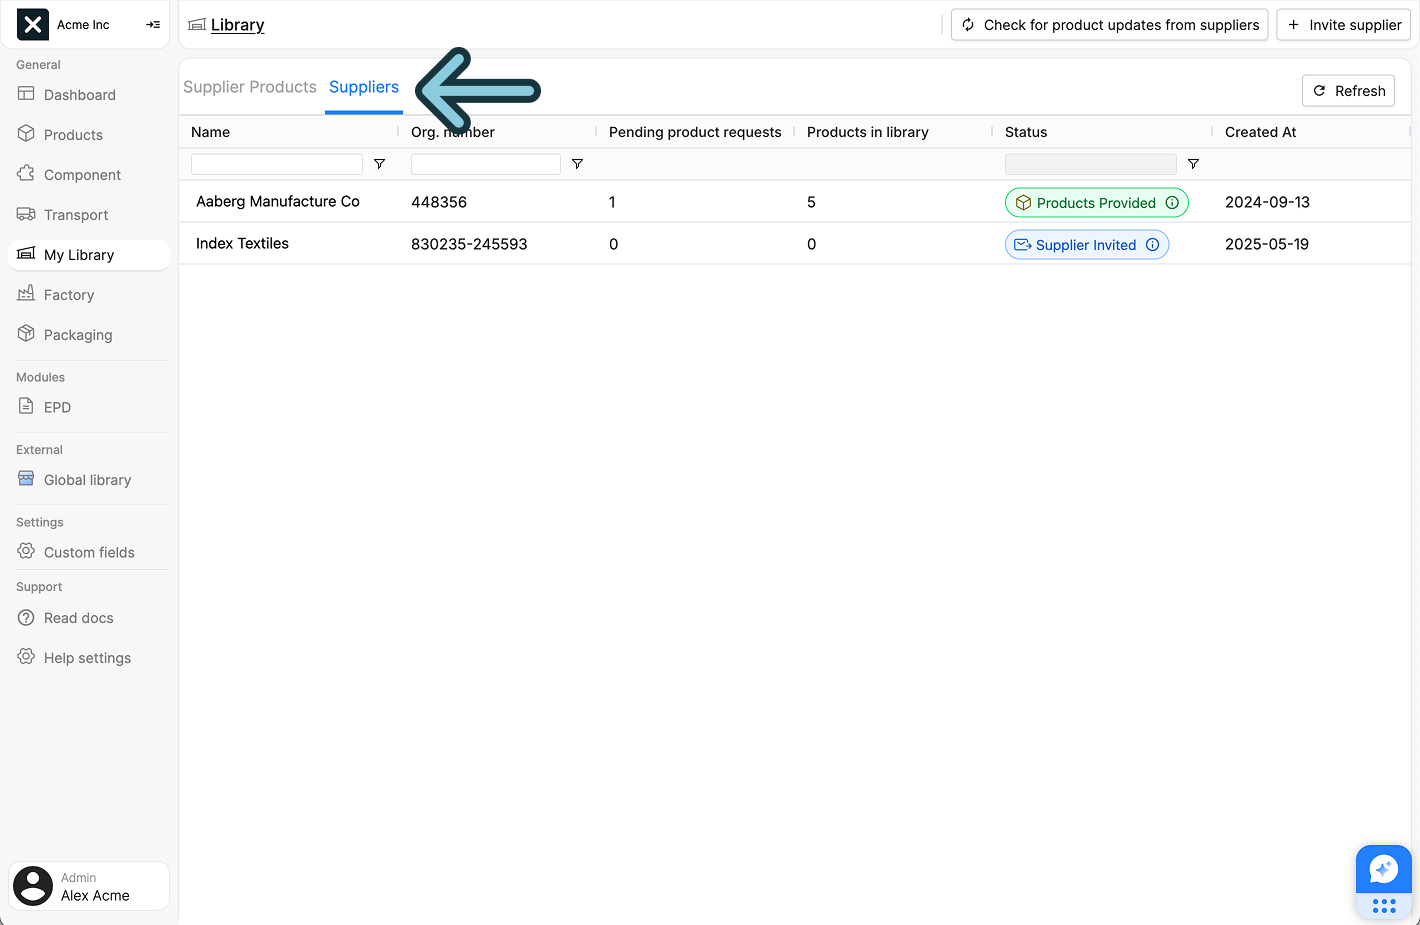 Acme Inc
Library
Check for product updates from suppliers
Invite supplier
General
Dashboard
Products
Component
Transport
My Library
Factory
Packaging
Modules
EPD
External
Global library
Settings
Custom fields
Support
Read docs
Help settings
Admin
Alex Acme
Supplier Products Suppliers
Refresh
Name Org. number Pending product requests Products in library Status Created At
Aaberg Manufacture Co 448356 1 5 Products Provided 2024-09-13
Index Textiles 830235-245593 0 0 Supplier Invited 2025-05-19